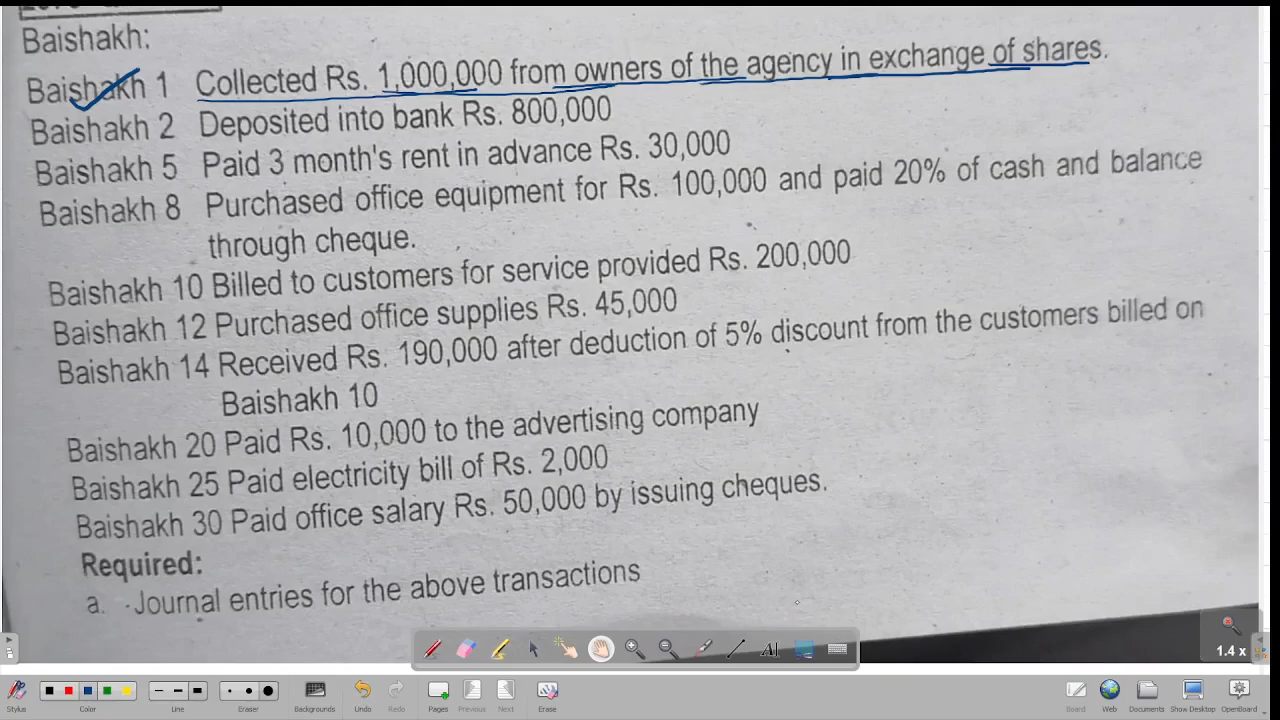 Baishakh:
Baishakh 1 Collected Rs. 1,000,000 from owners of the agency in exchange of shares.
Baishakh 2 Deposited into bank Rs. 800,000
Baishakh 5 Paid 3 month's rent in advance Rs. 30,000
Baishakh 8 Purchased office equipment for Rs. 100,000 and paid 20% of cash and balance
through cheque.
Baishakh 10 Billed to customers for service provided Rs. 200,000
Baishakh 12 Purchased office supplies Rs. 45,000
Baishakh 14 Received Rs. 190,000 after deduction of 5% discount from the customers billed on
Baishakh 10
Baishakh 20 Paid Rs. 10,000 to the advertising company
Baishakh 25 Paid electricity bill of Rs. 2,000
Baishakh 30 Paid office salary Rs. 50,000 by issuing cheques.
Required:
a. Journal entries for the above transactions
1.4 x
Stylus Color Line Eraser Backgrounds Undo Redo Pages Previous Next Erase Board Web Documents Show Desktop OpenBoard